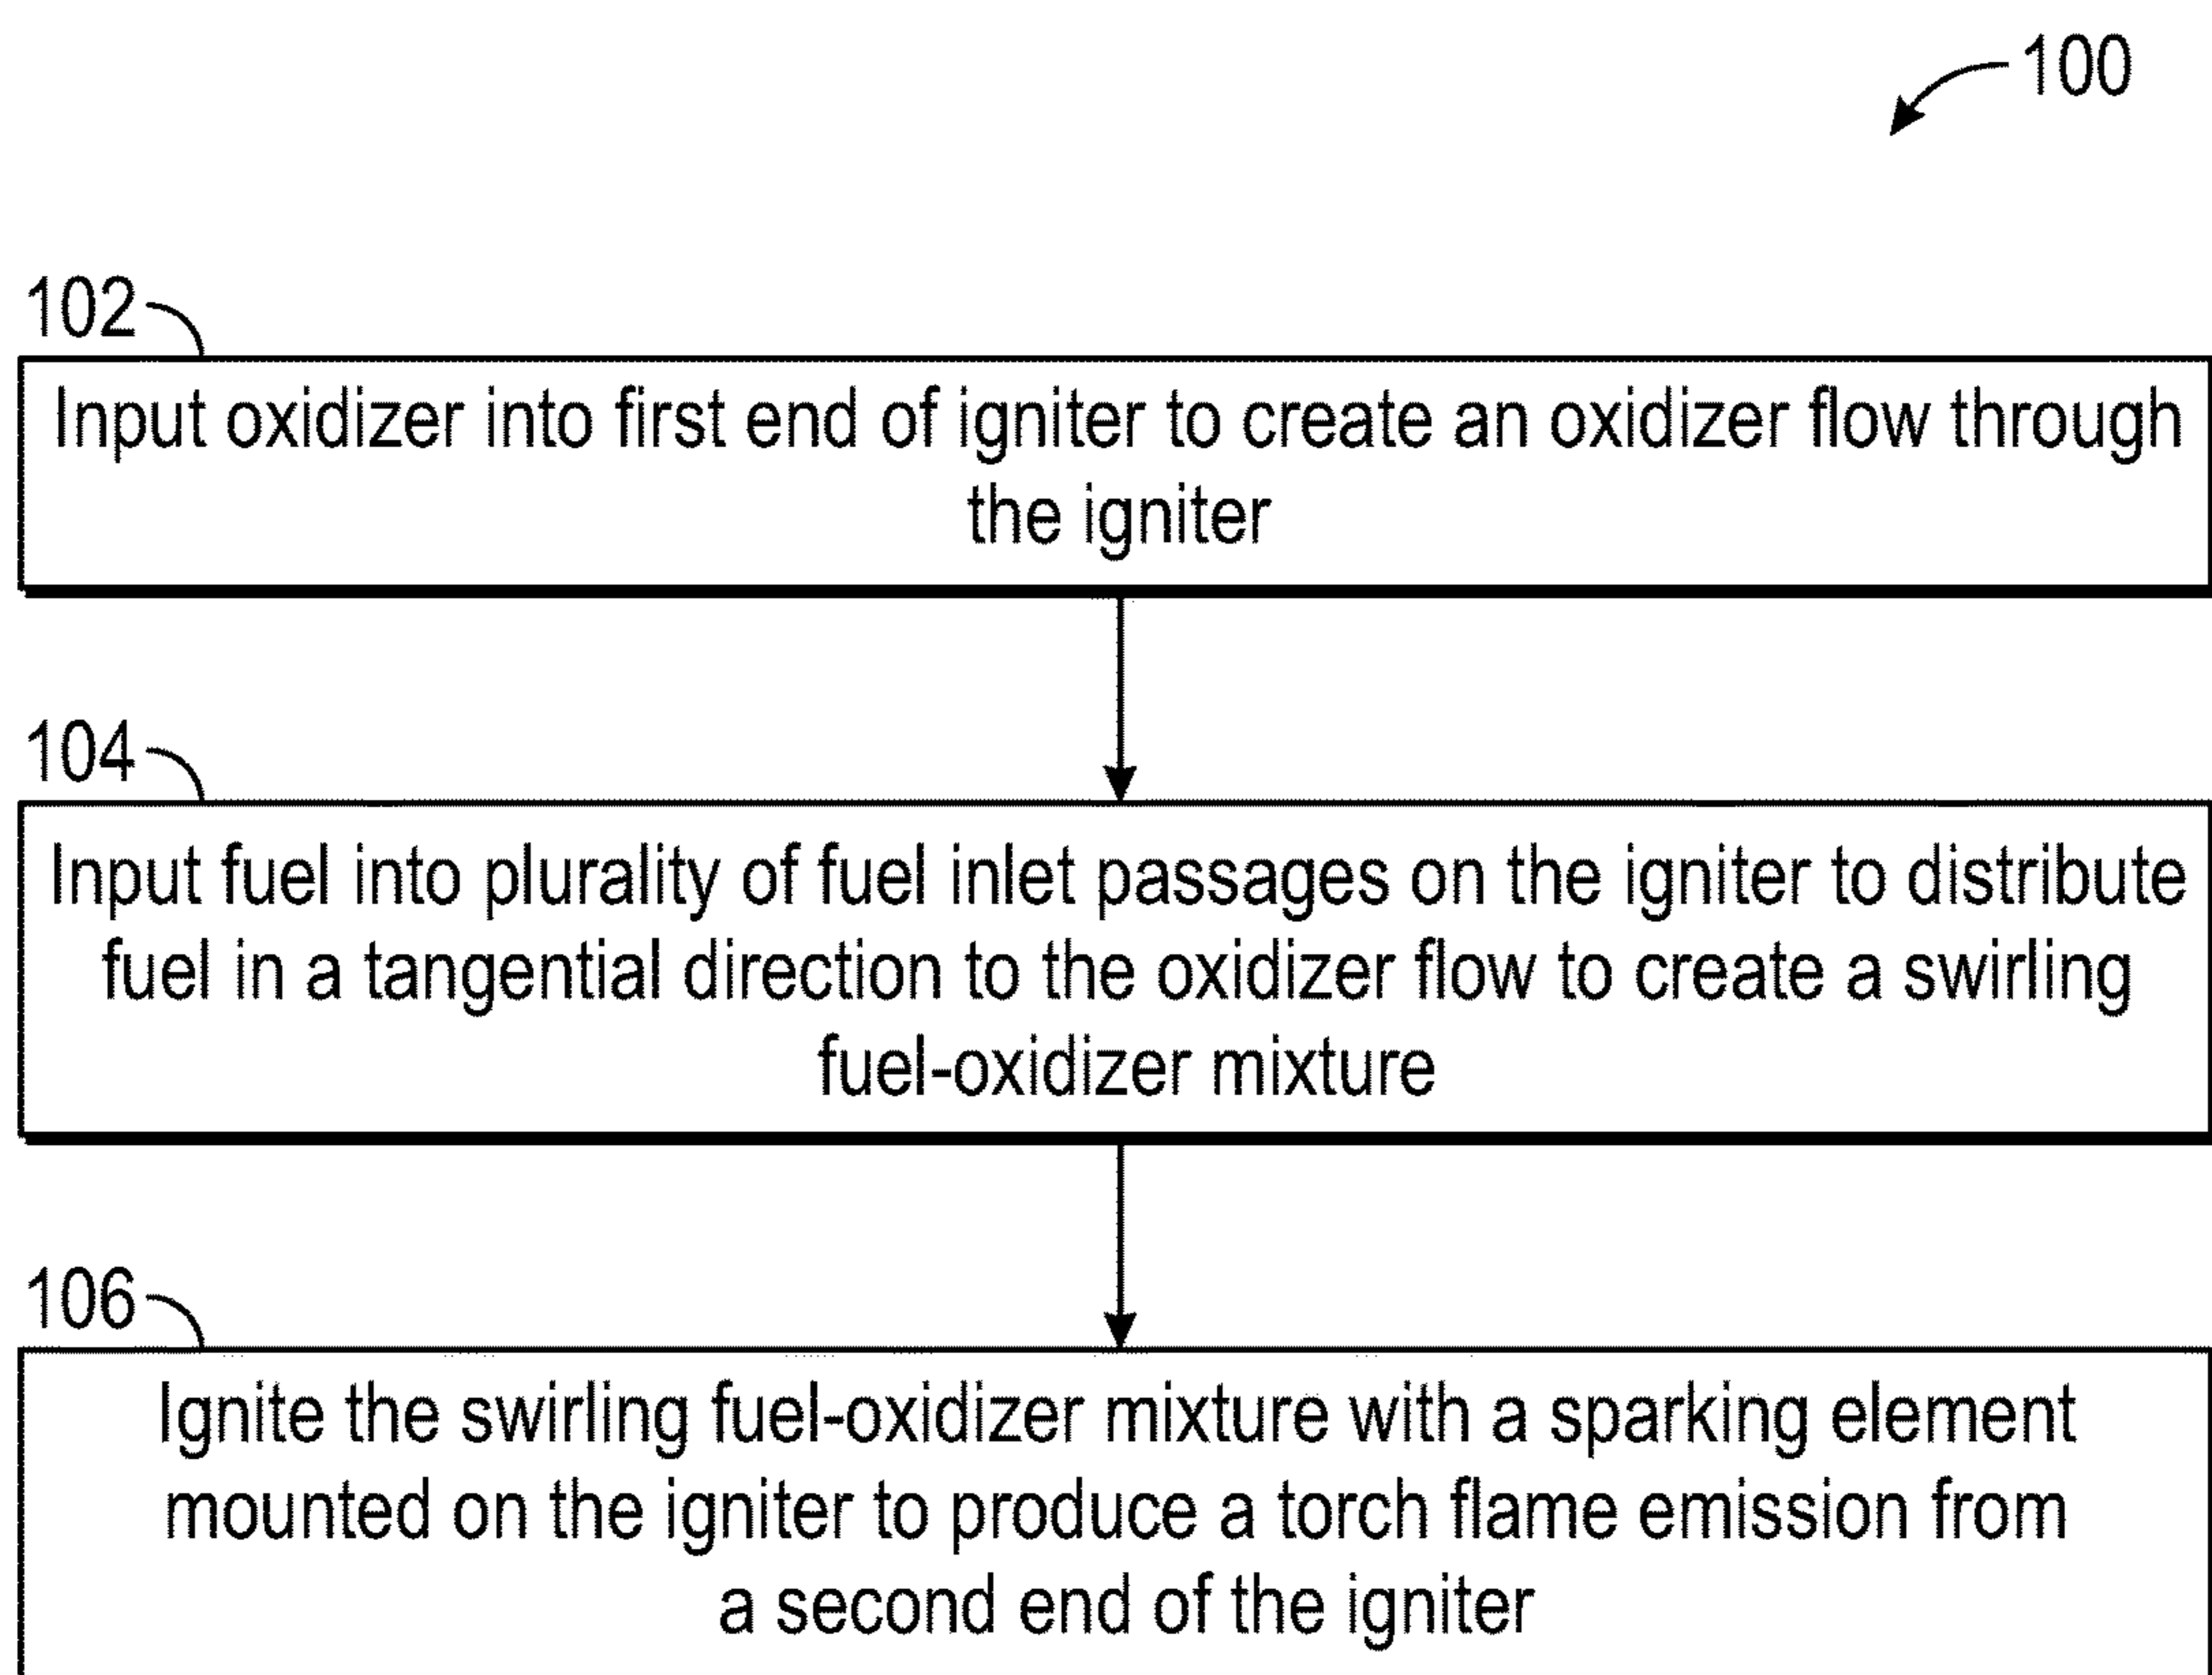 100
102
Input oxidizer into first end of igniter to create an oxidizer flow through
the igniter
104
Input fuel into plurality of fuel inlet passages on the igniter to distribute
fuel in a tangential direction to the oxidizer flow to create a swirling
fuel-oxidizer mixture
106
Ignite the swirling fuel-oxidizer mixture with a sparking element
mounted on the igniter to produce a torch flame emission from
a second end of the igniter